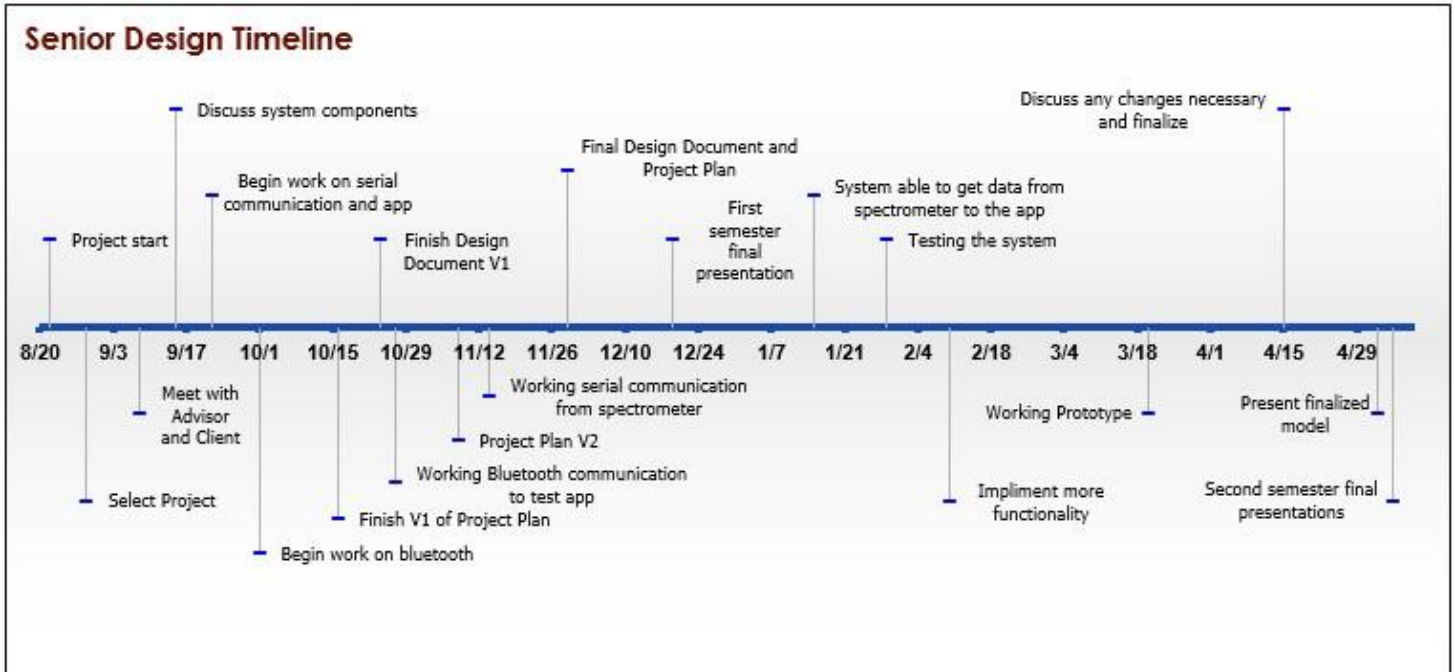 Senior Design Timeline
Discuss system components
Discuss any changes necessary
and finalize
Final Design Document and
Project Plan
Begin work on serial
communication and app
System able to get data from
spectrometer to the app
First
semester
final
presentation
Project start
Finish Design
Document V1
Testing the system
8/20 9/3 9/17 10/1 10/15 10/29 11/12 11/26 12/10 12/24 1/7 1/21 2/4 2/18 3/4 3/18 4/1 4/15 4/29
Meet with
Advisor
and Client
Working serial communication
from spectrometer
Working Prototype
Present finalized
model
Project Plan V2
Working Bluetooth communication
to test app
Select Project
Impliment more
functionality
Second semester final
presentations
Finish V1 of Project Plan
Begin work on bluetooth